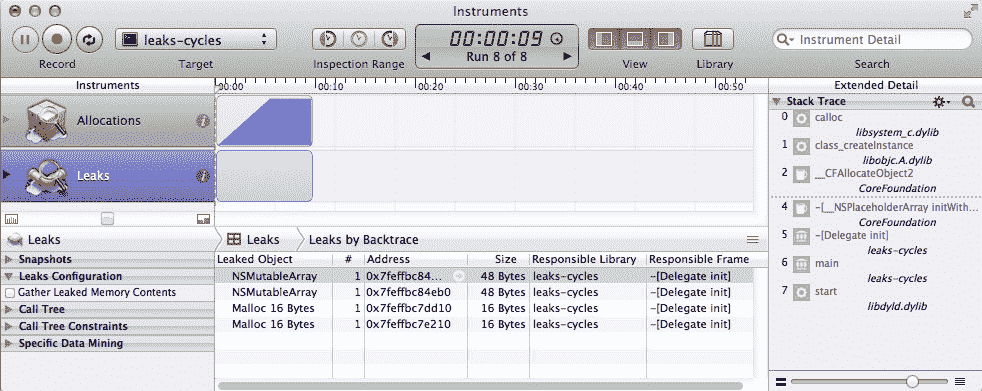 Instruments
leaks-cycles
00:00:09
Run 8 of 8
Instrument Detail
Record
Target
Inspection Range
View
Library
Search
Instruments
00:00
00:10
00:20
00:30
00:40
00:50
Extended Detail
Allocations
Leaks
Stack Trace
0 calloc
libsystem_c.dylib
1 class_createInstance
libobjc.A.dylib
2 __CFAllocateObject2
CoreFoundation
4 -[__NSPlaceholderArray initWith...
CoreFoundation
5 -[Delegate init]
leaks-cycles
6 main
leaks-cycles
7 start
libdyld.dylib
Leaks
Leaks
Leaks by Backtrace
Snapshots
Leaks Configuration
Gather Leaked Memory Contents
Call Tree
Call Tree Constraints
Specific Data Mining
Leaked Object # Address Size Responsible Library Responsible Frame
NSMutableArray 1 0x7feffbc84... 48 Bytes leaks-cycles -[Delegate init]
NSMutableArray 1 0x7feffbc84eb0 48 Bytes leaks-cycles -[Delegate init]
Malloc 16 Bytes 1 0x7feffbc7dd10 16 Bytes leaks-cycles -[Delegate init]
Malloc 16 Bytes 1 0x7feffbc7e210 16 Bytes leaks-cycles -[Delegate init]